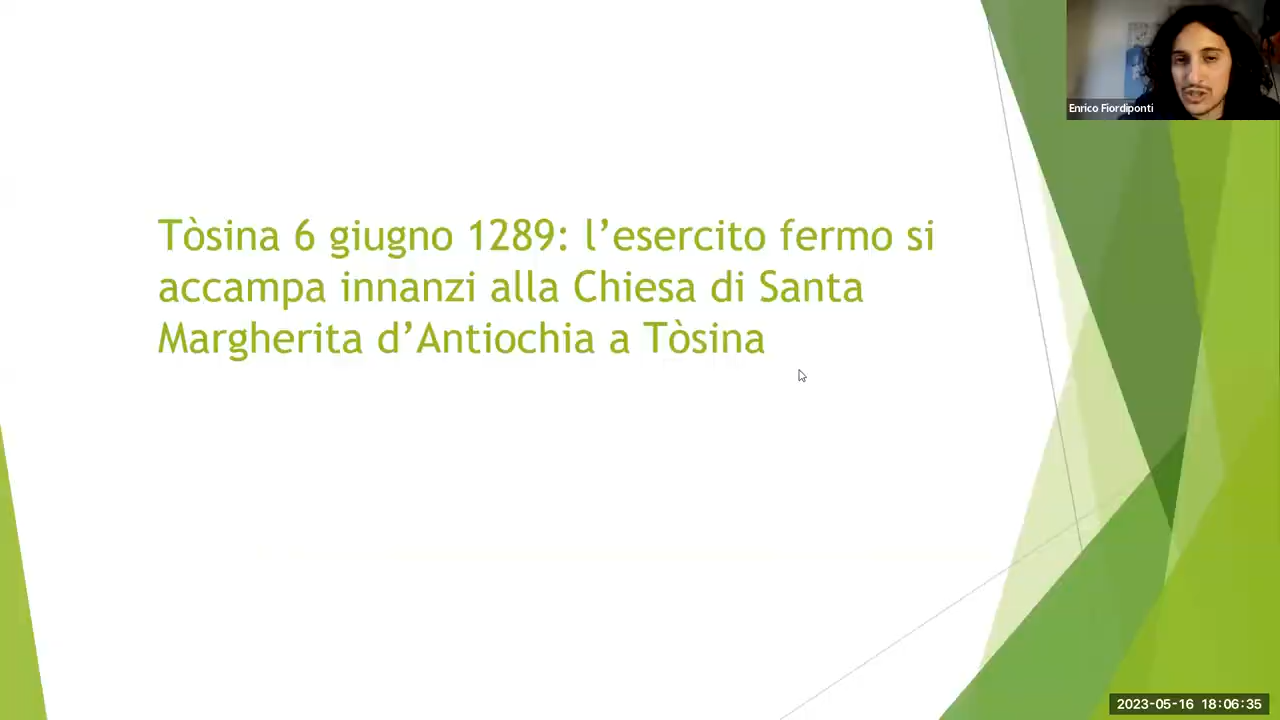 Enrico Fiordiponti
Tòsina 6 giugno 1289: l’esercito fermo si
accampa innanzi alla Chiesa di Santa
Margherita d’Antiochia a Tòsina
2023-05-16 18:06:35